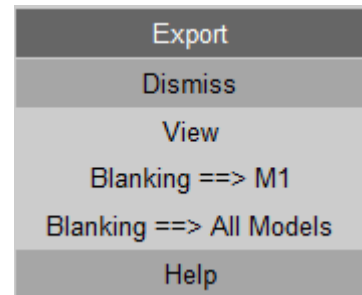 Export
Dismiss
View
Blanking ==> M1
Blanking ==> All Models
Help